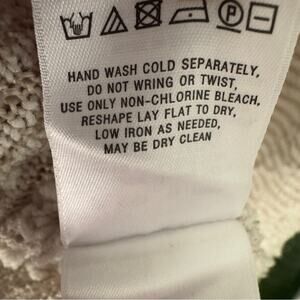 HAND WASH COLD SEPARATELY,
DO NOT WRING OR TWIST,
USE ONLY NON-CHLORINE BLEACH.
RESHAPE LAY FLAT TO DRY.
LOW IRON AS NEEDED,
MAY BE DRY CLEAN